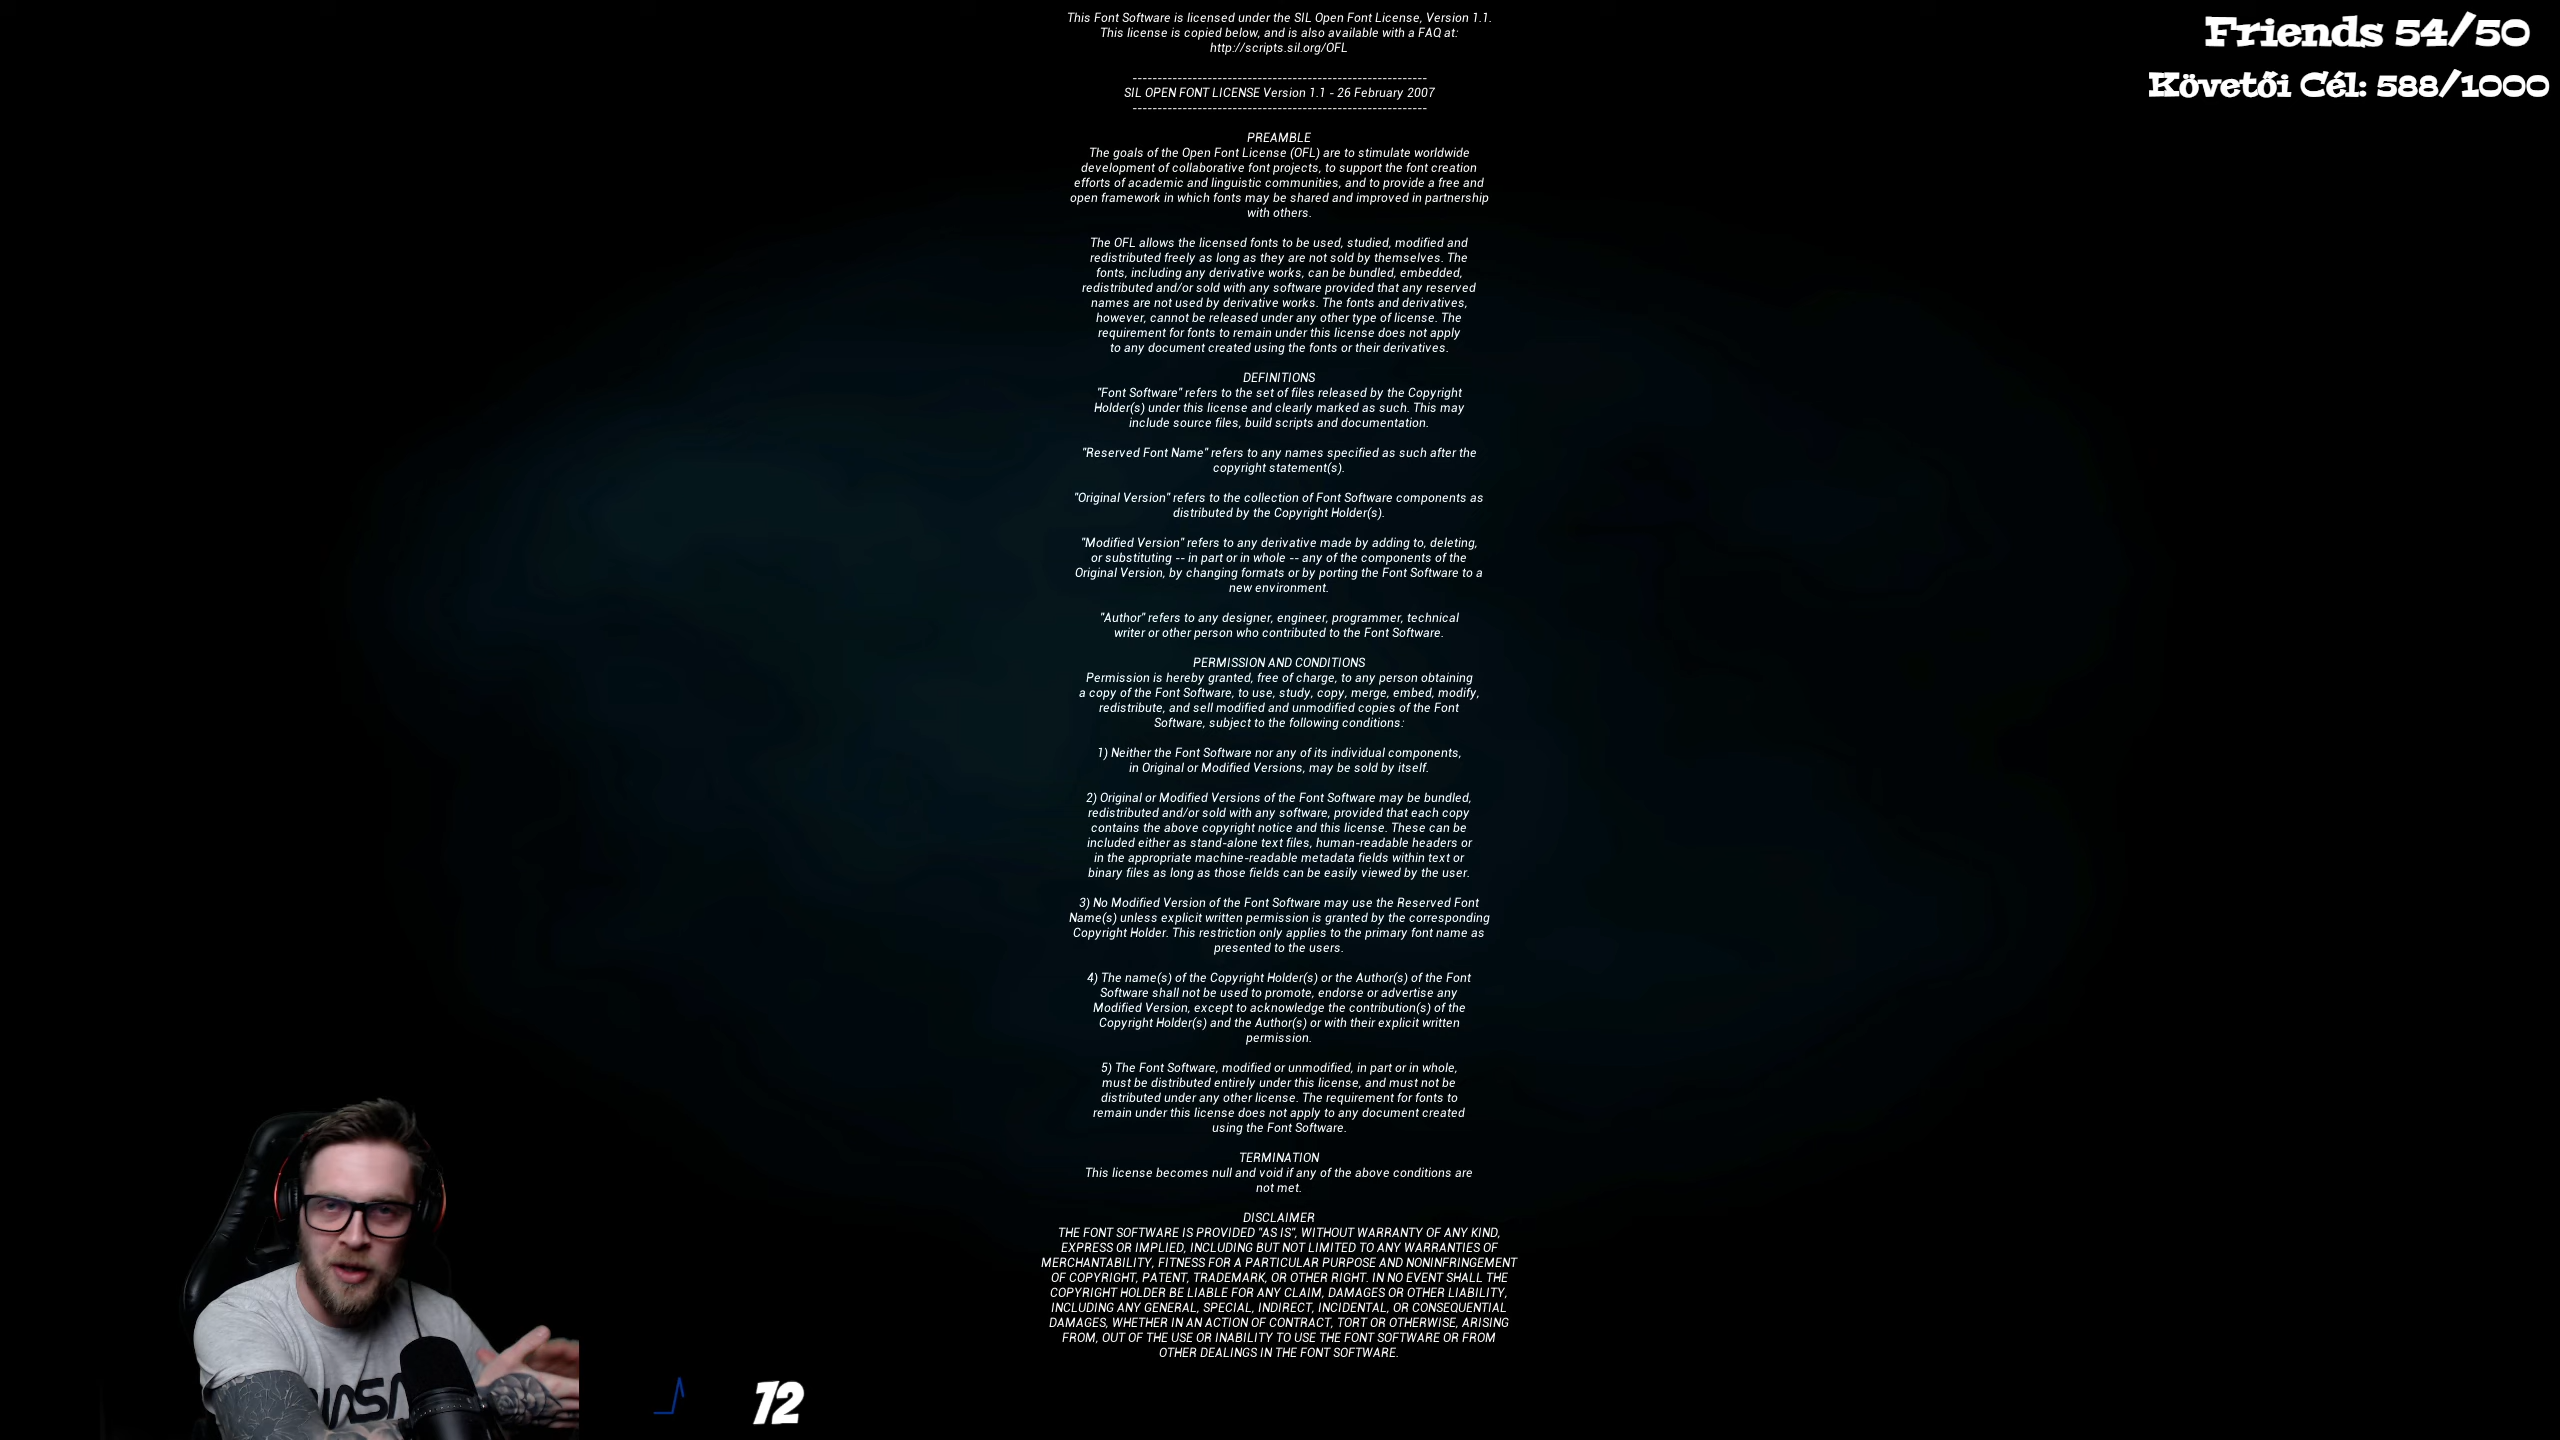 This Font Software is licensed under the SIL Open Font License, Version 1.1.
This license is copied below, and is also available with a FAQ at:
http://scripts.sil.org/OFL
-----------------------------------------------------------
SIL OPEN FONT LICENSE Version 1.1 - 26 February 2007
-----------------------------------------------------------
PREAMBLE
The goals of the Open Font License (OFL) are to stimulate worldwide
development of collaborative font projects, to support the font creation
efforts of academic and linguistic communities, and to provide a free and
open framework in which fonts may be shared and improved in partnership
with others.
The OFL allows the licensed fonts to be used, studied, modified and
redistributed freely as long as they are not sold by themselves. The
fonts, including any derivative works, can be bundled, embedded,
redistributed and/or sold with any software provided that any reserved
names are not used by derivative works. The fonts and derivatives,
however, cannot be released under any other type of license. The
requirement for fonts to remain under this license does not apply
to any document created using the fonts or their derivatives.
DEFINITIONS
"Font Software" refers to the set of files released by the Copyright
Holder(s) under this license and clearly marked as such. This may
include source files, build scripts and documentation.
"Reserved Font Name" refers to any names specified as such after the
copyright statement(s).
"Original Version" refers to the collection of Font Software components as
distributed by the Copyright Holder(s).
"Modified Version" refers to any derivative made by adding to, deleting,
or substituting -- in part or in whole -- any of the components of the
Original Version, by changing formats or by porting the Font Software to a
new environment.
"Author" refers to any designer, engineer, programmer, technical
writer or other person who contributed to the Font Software.
PERMISSION AND CONDITIONS
Permission is hereby granted, free of charge, to any person obtaining
a copy of the Font Software, to use, study, copy, merge, embed, modify,
redistribute, and sell modified and unmodified copies of the Font
Software, subject to the following conditions:
1) Neither the Font Software nor any of its individual components,
in Original or Modified Versions, may be sold by itself.
2) Original or Modified Versions of the Font Software may be bundled,
redistributed and/or sold with any software, provided that each copy
contains the above copyright notice and this license. These can be
included either as stand-alone text files, human-readable headers or
in the appropriate machine-readable metadata fields within text or
binary files as long as those fields can be easily viewed by the user.
3) No Modified Version of the Font Software may use the Reserved Font
Name(s) unless explicit written permission is granted by the corresponding
Copyright Holder. This restriction only applies to the primary font name as
presented to the users.
4) The name(s) of the Copyright Holder(s) or the Author(s) of the Font
Software shall not be used to promote, endorse or advertise any
Modified Version, except to acknowledge the contribution(s) of the
Copyright Holder(s) and the Author(s) or with their explicit written
permission.
5) The Font Software, modified or unmodified, in part or in whole,
must be distributed entirely under this license, and must not be
distributed under any other license. The requirement for fonts to
remain under this license does not apply to any document created
using the Font Software.
TERMINATION
This license becomes null and void if any of the above conditions are
not met.
DISCLAIMER
THE FONT SOFTWARE IS PROVIDED "AS IS", WITHOUT WARRANTY OF ANY KIND,
EXPRESS OR IMPLIED, INCLUDING BUT NOT LIMITED TO ANY WARRANTIES OF
MERCHANTABILITY, FITNESS FOR A PARTICULAR PURPOSE AND NONINFRINGEMENT
OF COPYRIGHT, PATENT, TRADEMARK, OR OTHER RIGHT. IN NO EVENT SHALL THE
COPYRIGHT HOLDER BE LIABLE FOR ANY CLAIM, DAMAGES OR OTHER LIABILITY,
INCLUDING ANY GENERAL, SPECIAL, INDIRECT, INCIDENTAL, OR CONSEQUENTIAL
DAMAGES, WHETHER IN AN ACTION OF CONTRACT, TORT OR OTHERWISE, ARISING
FROM, OUT OF THE USE OR INABILITY TO USE THE FONT SOFTWARE OR FROM
OTHER DEALINGS IN THE FONT SOFTWARE.
Friends 54/50
Követői Cél: 588/1000
12